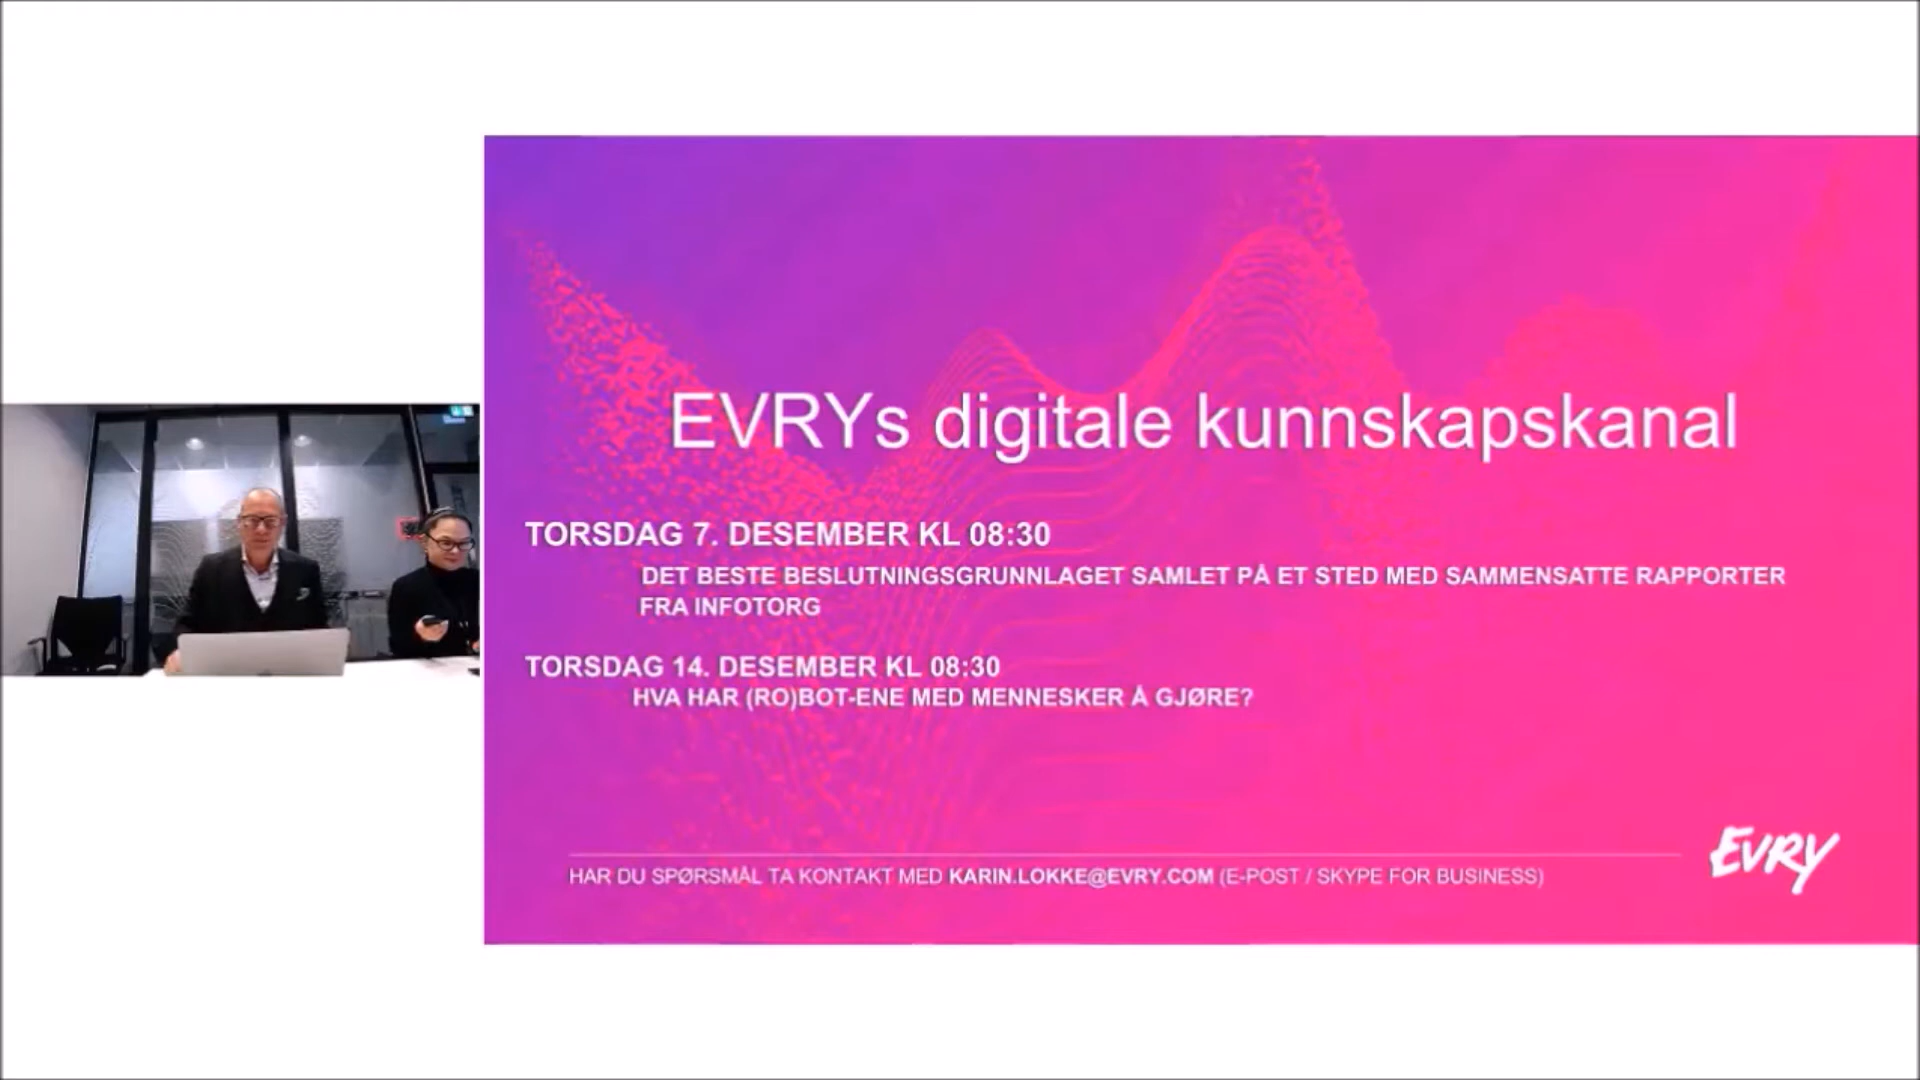 EVRYs digitale kunnskapskanal
TORSDAG 7. DESEMBER KL 08:30
DET BESTE BESLUTNINGSGRUNNLAGET SAMLET PÅ ET STED MED SAMMENSATTE RAPPORTER
FRA INFOTORG
TORSDAG 14. DESEMBER KL 08:30
HVA HAR (RO)BOT-ENE MED MENNESKER Å GJØRE?
HAR DU SPØRSMÅL TA KONTAKT MED KARIN.LOKKE@EVRY.COM (E-POST / SKYPE FOR BUSINESS)
EVRY